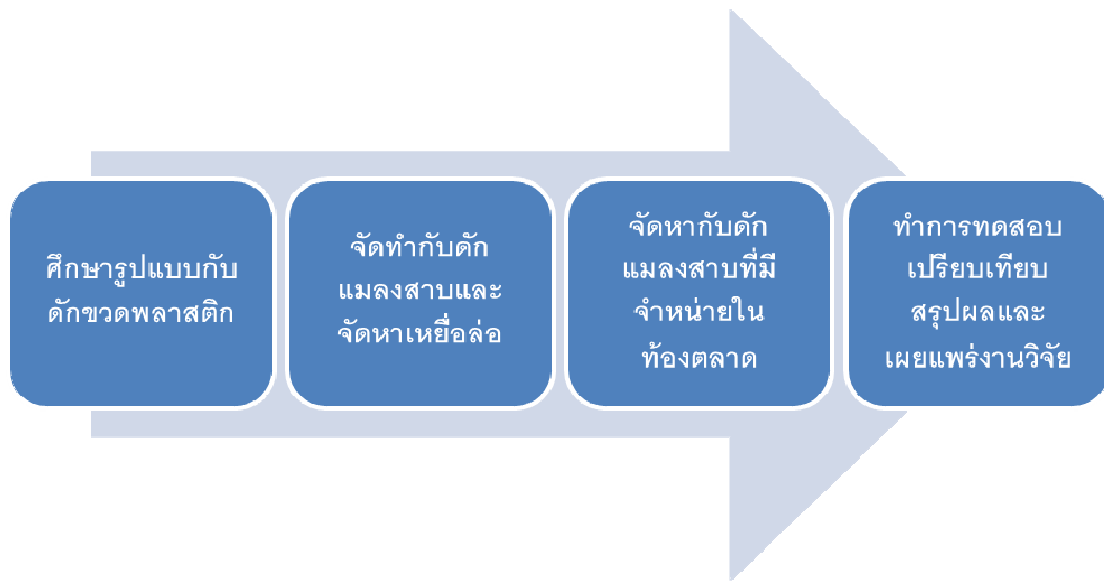 ศึกษารูปแบบกับ
ดักขวดพลาสติก
จัดทำกับดัก
แมลงสาบและ
จัดหาเหยื่อล่อ
จัดหากับดัก
แมลงสาบที่มี
จำหน่ายใน
ท้องตลาด
ทำการทดสอบ
เปรียบเทียบ
สรุปผลและ
เผยแพร่งานวิจัย